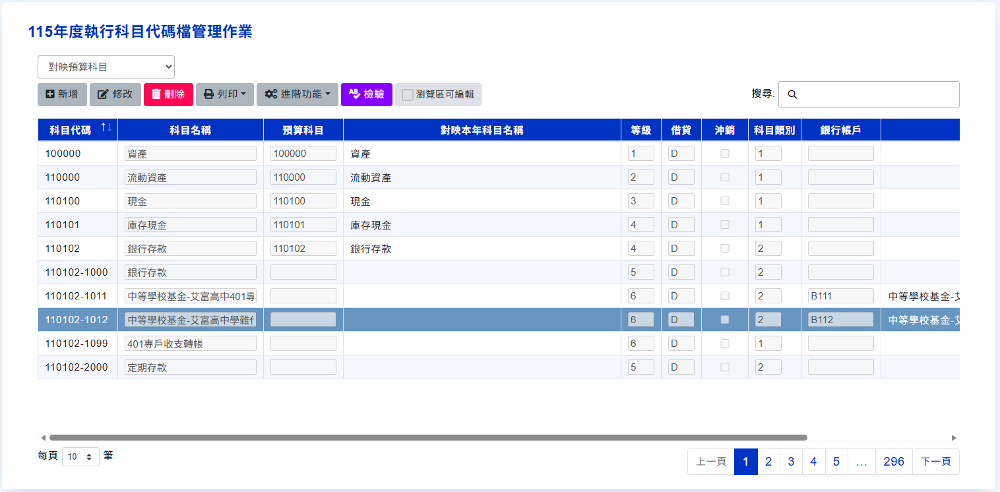 115年度執行科目代碼檔管理作業
對映預算科目
新增 修改 刪除 列印 進階功能 檢驗 瀏覽區可編輯 搜尋:
科目代碼 科目名稱 預算科目 對映本年科目名稱 等級 借貸 沖銷 科目類別 銀行帳戶
100000 資產 100000 資產 1 D 1
110000 流動資產 110000 流動資產 2 D 1
110100 現金 110100 現金 3 D 1
110101 庫存現金 110101 庫存現金 4 D 1
110102 銀行存款 110102 銀行存款 4 D 2
110102-1000 銀行存款 5 D 2
110102-1011 中等學校基金-艾富高中401專 6 D 2 B111 中等學校基金-艾
110102-1012 中等學校基金-艾富高中學雜 6 D 2 B112 中等學校基金-艾
110102-1099 401專戶收支轉帳 6 D 1
110102-2000 定期存款 5 D 2
每頁 10 筆
上一頁 1 2 3 4 5 … 296 下一頁